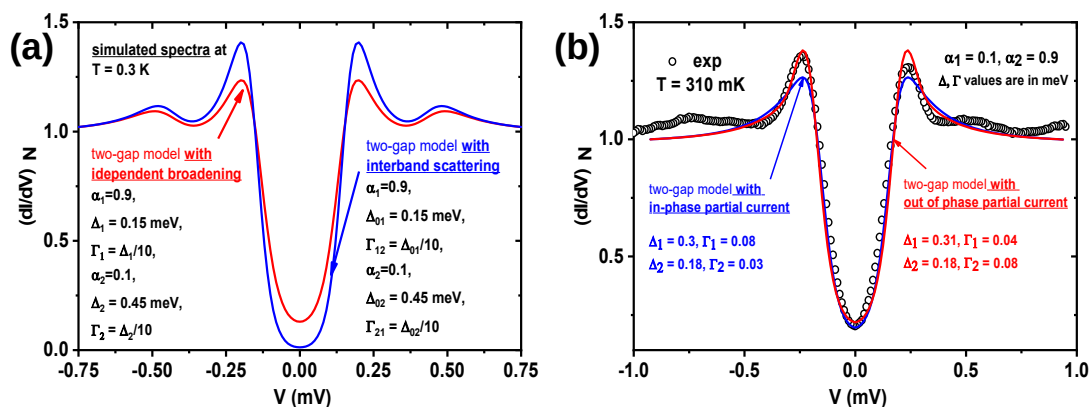 (a)
simulated spectra at
T = 0.3 K
two-gap model with
idependent broadening
α1=0.9,
Δ1 = 0.15 meV,
Γ1 = Δ1/10,
α2=0.1,
Δ2 = 0.45 meV,
Γ2 = Δ2/10
two-gap model with
interband scattering
α1=0.9,
Δ01 = 0.15 meV,
Γ12 = Δ01/10,
α2=0.1,
Δ02 = 0.45 meV,
Γ21 = Δ02/10
(dI/dV) N
1.5
1.0
0.5
0.0
-0.75 -0.50 -0.25 0.00 0.25 0.50 0.75
V (mV)
(b)
exp
T = 310 mK
α1 = 0.1, α2 = 0.9
Δ, Γ values are in meV
two-gap model with
in-phase partial current
Δ1 = 0.3, Γ1 = 0.08
Δ2 = 0.18, Γ2 = 0.03
two-gap model with
out of phase partial current
Δ1 = 0.31, Γ1 = 0.04
Δ2 = 0.18, Γ2 = 0.08
(dI/dV) N
1.5
1.0
0.5
-1.0 -0.5 0.0 0.5 1.0
V (mV)